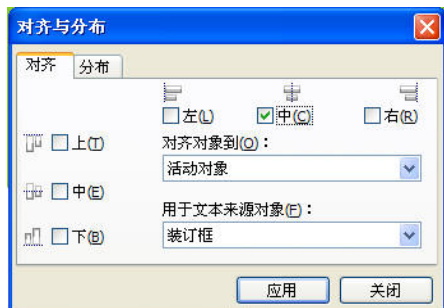 对齐与分布
对齐 分布
左(L) 中(C) 右(R)
上(T)
对齐对象到(O)：
活动对象
中(E)
用于文本来源对象(F)：
下(B)
装订框
应用 关闭